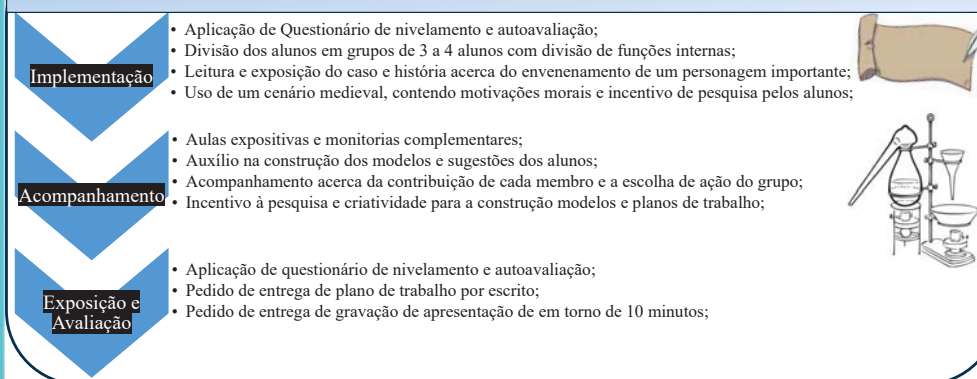 Implementação
• Aplicação de Questionário de nivelamento e autoavaliação;
• Divisão dos alunos em grupos de 3 a 4 alunos com divisão de funções internas;
• Leitura e exposição do caso e história acerca do envenenamento de um personagem importante;
• Uso de um cenário medieval, contendo motivações morais e incentivo de pesquisa pelos alunos;
Acompanhamento
• Aulas expositivas e monitorias complementares;
• Auxílio na construção dos modelos e sugestões dos alunos;
• Acompanhamento acerca da contribuição de cada membro e a escolha de ação do grupo;
• Incentivo à pesquisa e criatividade para a construção modelos e planos de trabalho;
Exposição e
Avaliação
• Aplicação de questionário de nivelamento e autoavaliação;
• Pedido de entrega de plano de trabalho por escrito;
• Pedido de entrega de gravação de apresentação de em torno de 10 minutos;